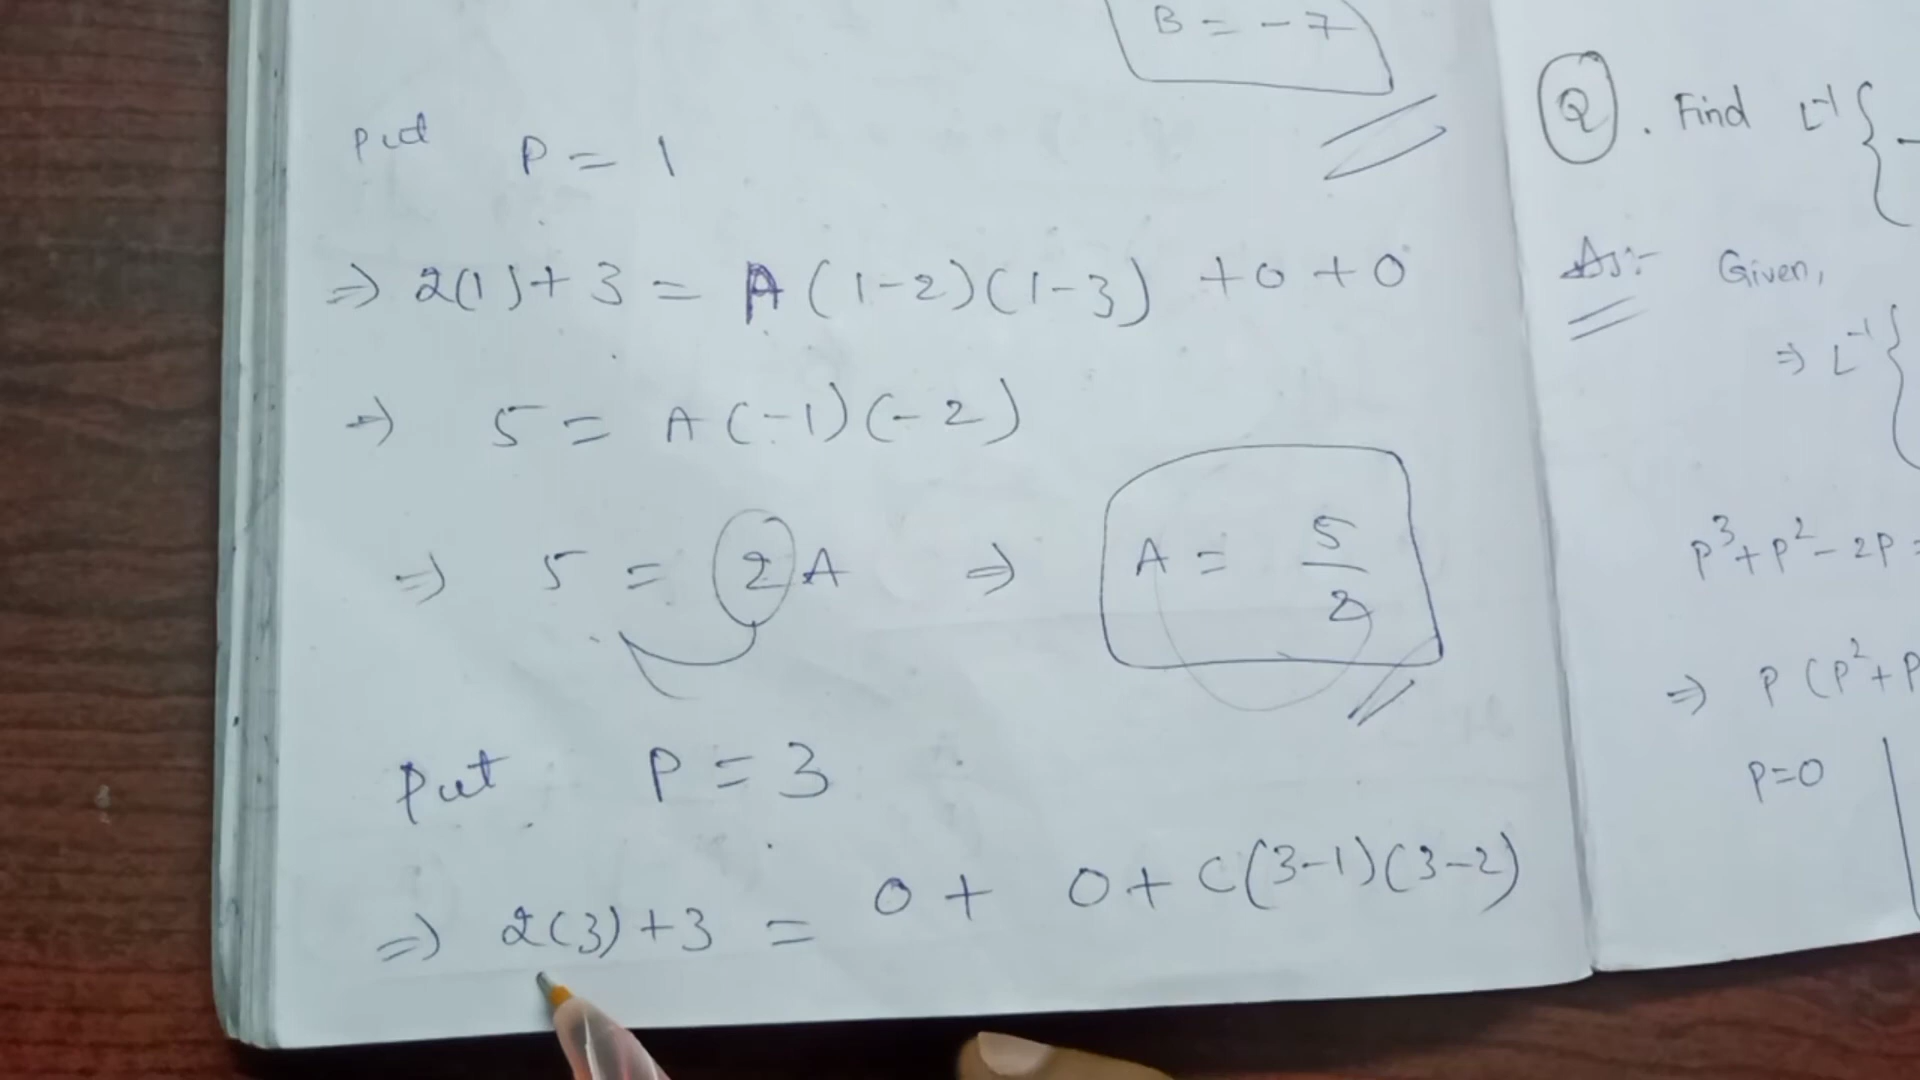 B = -7
put P = 1
⇒ 2(1)+3 = A(1-2)(1-3) +0+0
⇒ 5 = A(-1)(-2)
⇒ 5 = 2A ⇒ A = 5/2
Put P = 3
⇒ 2(3)+3 = 0+ 0+ C(3-1)(3-2)
Q. Find L⁻¹{
As:- Given,
⇒ L⁻¹{
P³+P²-2P =
⇒ P(P²+P
P=0